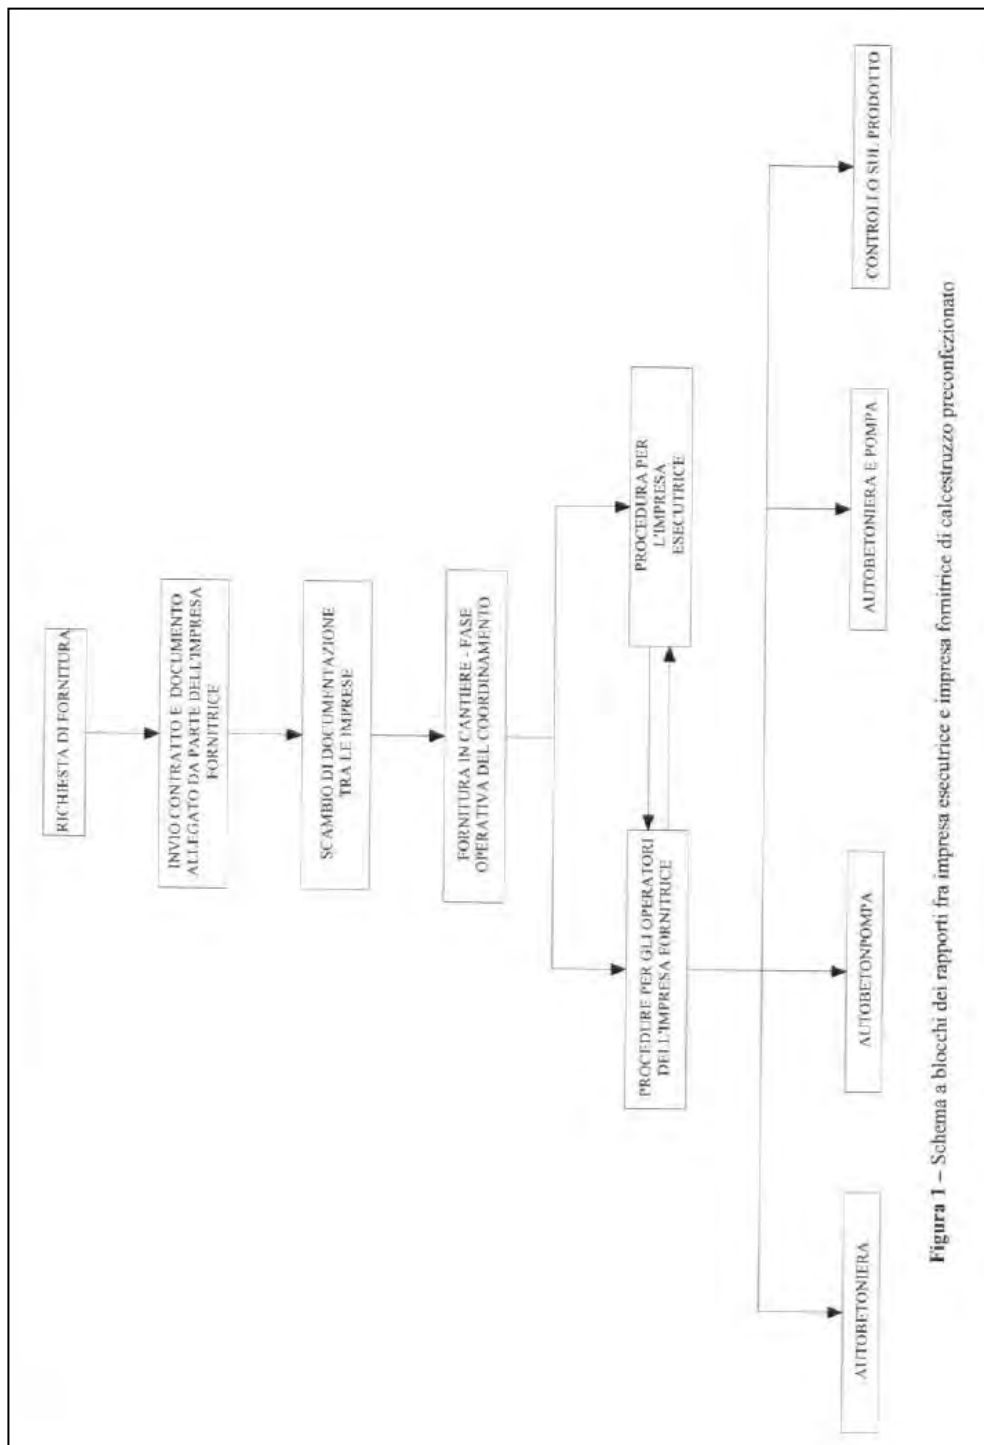 RICHIESTA DI FORNITURA
INVIO CONTRATTO E DOCUMENTO
ALLEGATO DA PARTE DELL'IMPRESA
FORNITRICE
SCAMBIO DI DOCUMENTAZIONE
TRA LE IMPRESE
FORNITURA IN CANTIERE - FASE
OPERATIVA DEL COORDINAMENTO
PROCEDURE PER GLI OPERATORI
DELL'IMPRESA FORNITRICE
PROCEDURA PER
L'IMPRESA
ESECUTRICE
AUTOBETONIERA
AUTOBETONPOMPA
AUTOBETONIERA E POMPA
CONTROLLO SUL PRODOTTO
Figura 1 – Schema a blocchi dei rapporti fra impresa esecutrice e impresa fornitrice di calcestruzzo preconfezionato